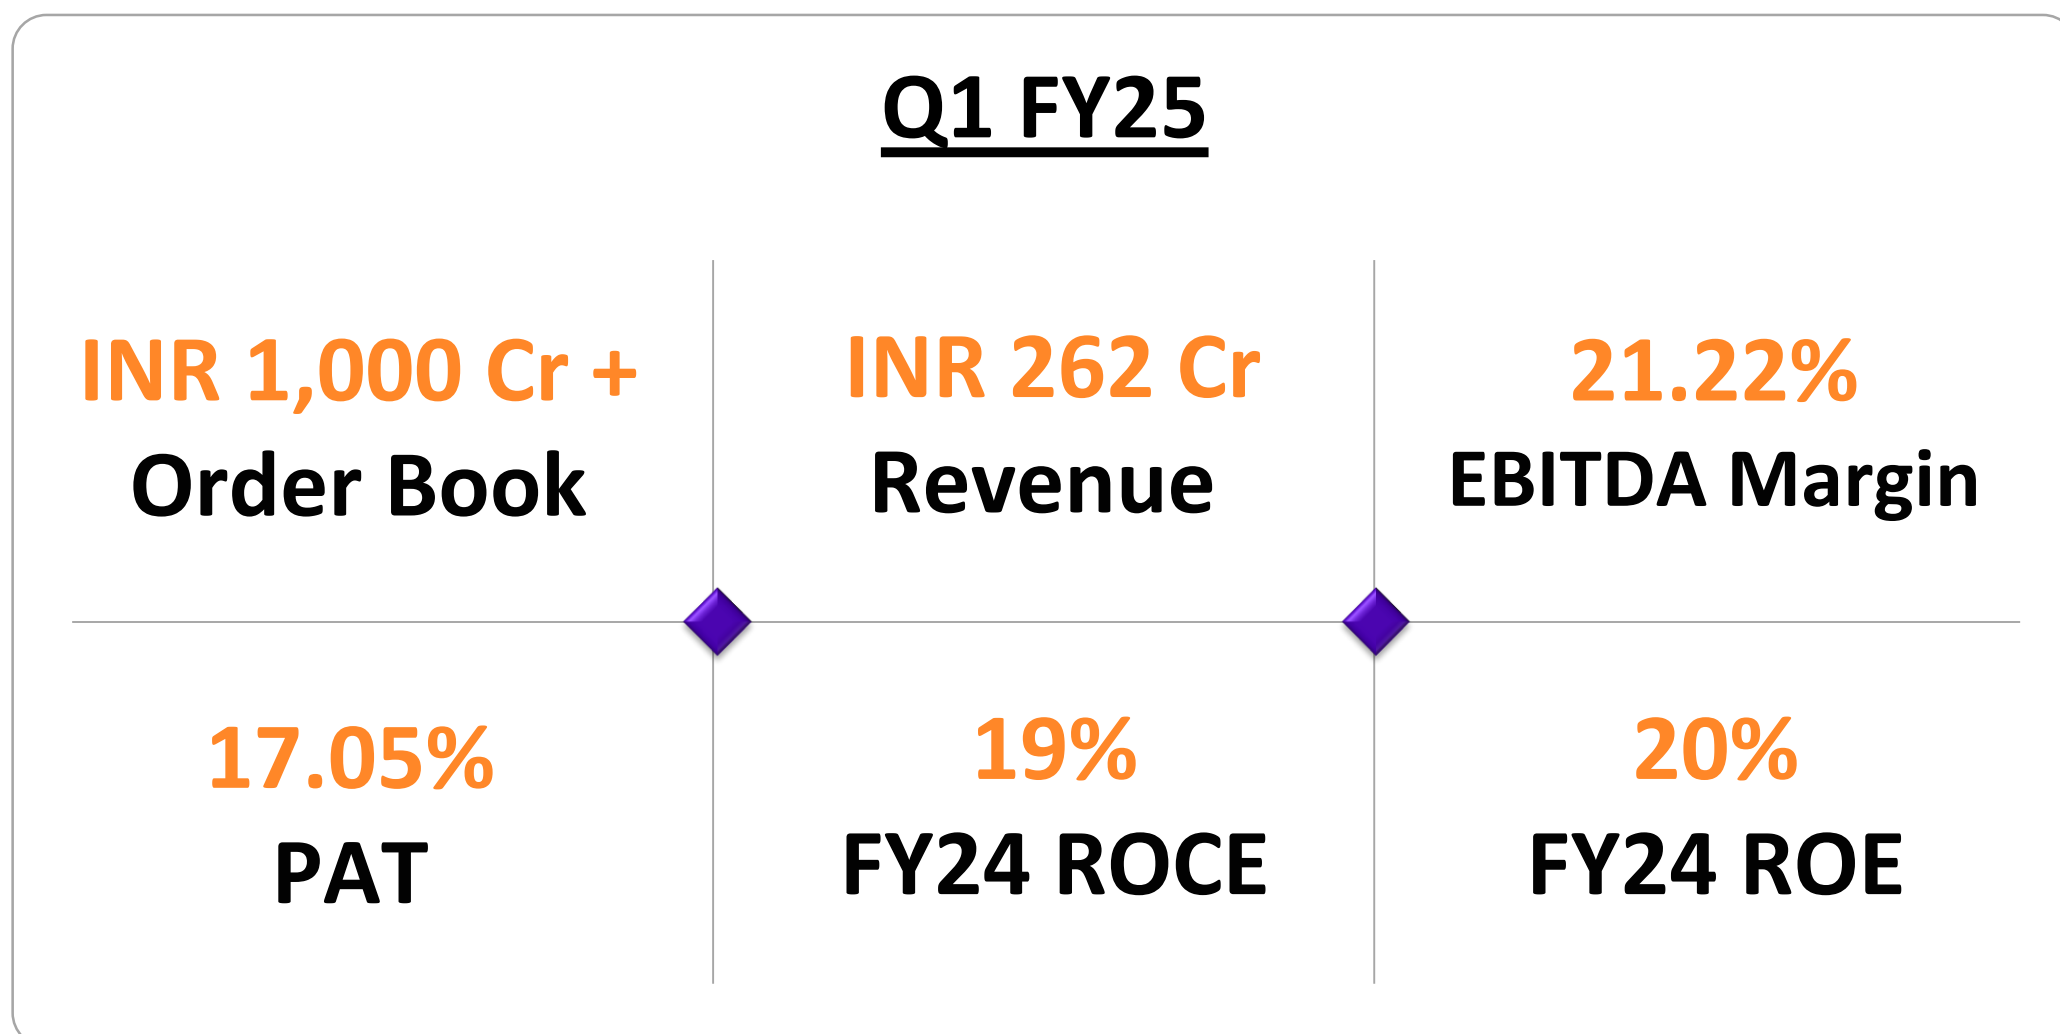 Q1 FY25
INR 1,000 Cr +
Order Book
INR 262 Cr
Revenue
21.22%
EBITDA Margin
17.05%
PAT
19%
FY24 ROCE
20%
FY24 ROE